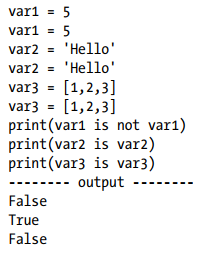 var1 = 5
var1 = 5
var2 = 'Hello'
var2 = 'Hello'
var3 = [1,2,3]
var3 = [1,2,3]
print(var1 is not var1)
print(var2 is var2)
print(var3 is var3)
-------- output --------
False
True
False